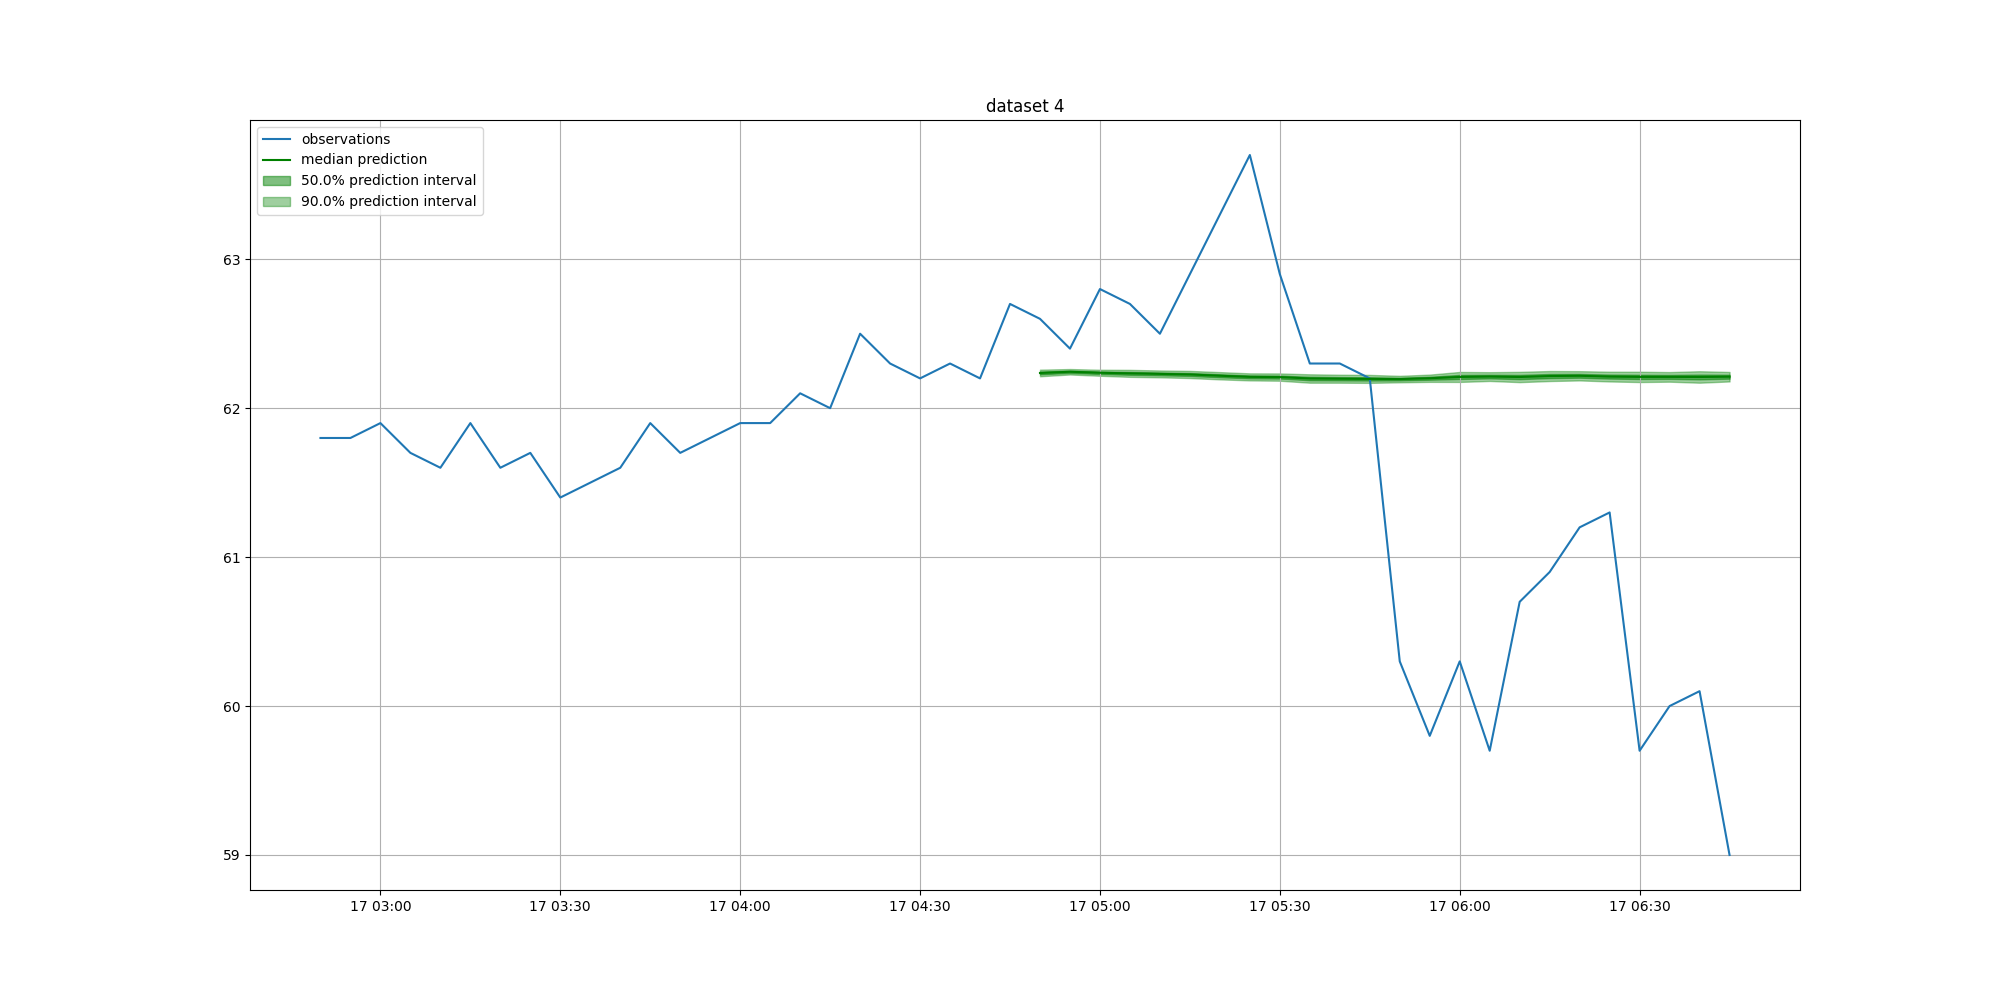 dataset 4
observations
median prediction
50.0% prediction interval
90.0% prediction interval
63
62
61
60
59
17 03:00 17 03:30 17 04:00 17 04:30 17 05:00 17 05:30 17 06:00 17 06:30